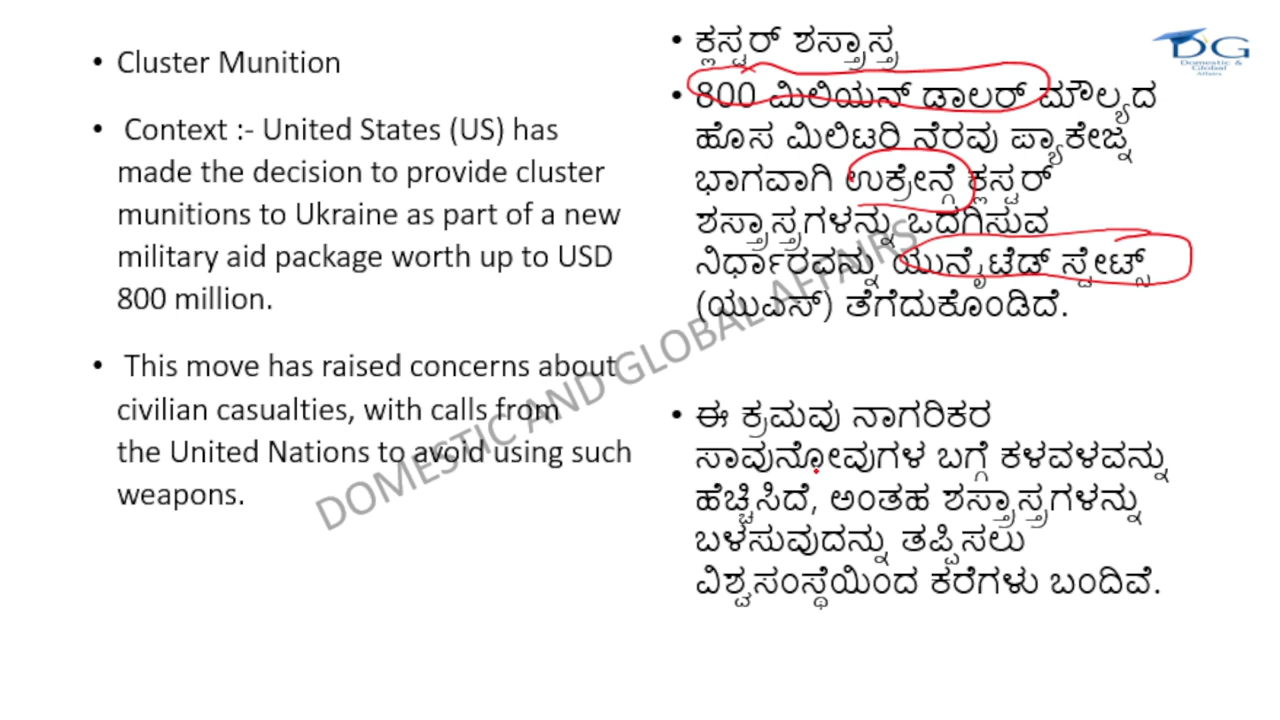 • Cluster Munition
• Context :- United States (US) has
made the decision to provide cluster
munitions to Ukraine as part of a new
military aid package worth up to USD
800 million.
• This move has raised concerns about
civilian casualties, with calls from
the United Nations to avoid using such
weapons.
• ಕ್ಲಸ್ಟರ್ ಶಸ್ತ್ರಾಸ್ತ್ರ
• 800 ಮಿಲಿಯನ್ ಡಾಲರ್ ಮೌಲ್ಯದ
ಹೊಸ ಮಿಲಿಟರಿ ನೆರವು ಪ್ಯಾಕೇಜ್ನ
ಭಾಗವಾಗಿ ಉಕ್ರೇನ್ಗೆ ಕ್ಲಸ್ಟರ್
ಶಸ್ತ್ರಾಸ್ತ್ರಗಳನ್ನು ಒದಗಿಸುವ
ನಿರ್ಧಾರವನ್ನು ಯುನೈಟೆಡ್ ಸ್ಟೇಟ್ಸ್
(ಯುಎಸ್) ತೆಗೆದುಕೊಂಡಿದೆ.
• ಈ ಕ್ರಮವು ನಾಗರಿಕರ
ಸಾವುನೋವುಗಳ ಬಗ್ಗೆ ಕಳವಳವನ್ನು
ಹೆಚ್ಚಿಸಿದೆ, ಅಂತಹ ಶಸ್ತ್ರಾಸ್ತ್ರಗಳನ್ನು
ಬಳಸುವುದನ್ನು ತಪ್ಪಿಸಲು
ವಿಶ್ವಸಂಸ್ಥೆಯಿಂದ ಕರೆಗಳು ಬಂದಿವೆ.
DOMESTIC AND GLOBAL AFFAIRS
DG
Domestic &
Global
Affairs